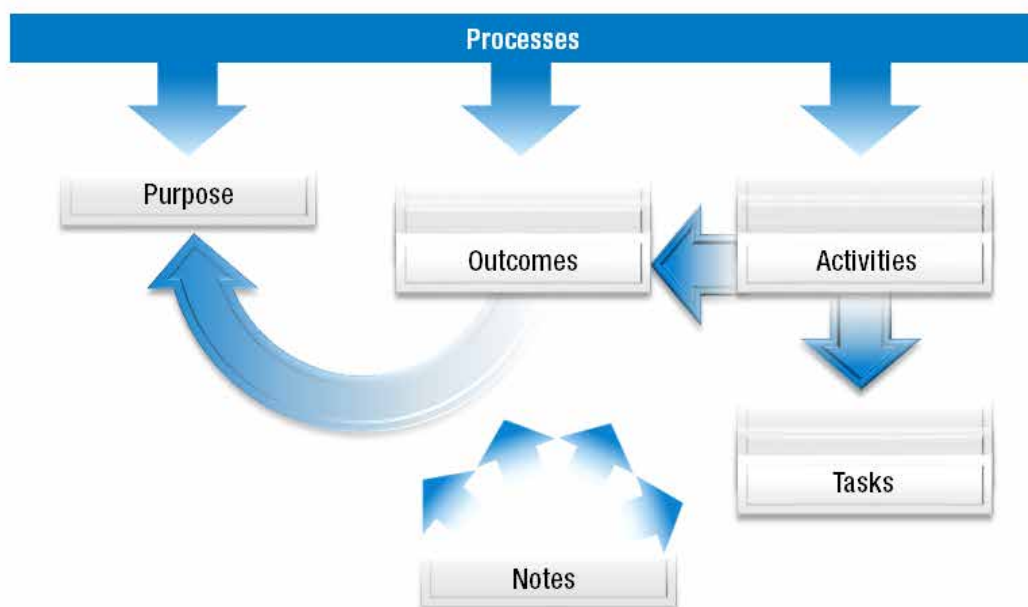 Processes
Purpose
Outcomes
Activities
Tasks
Notes